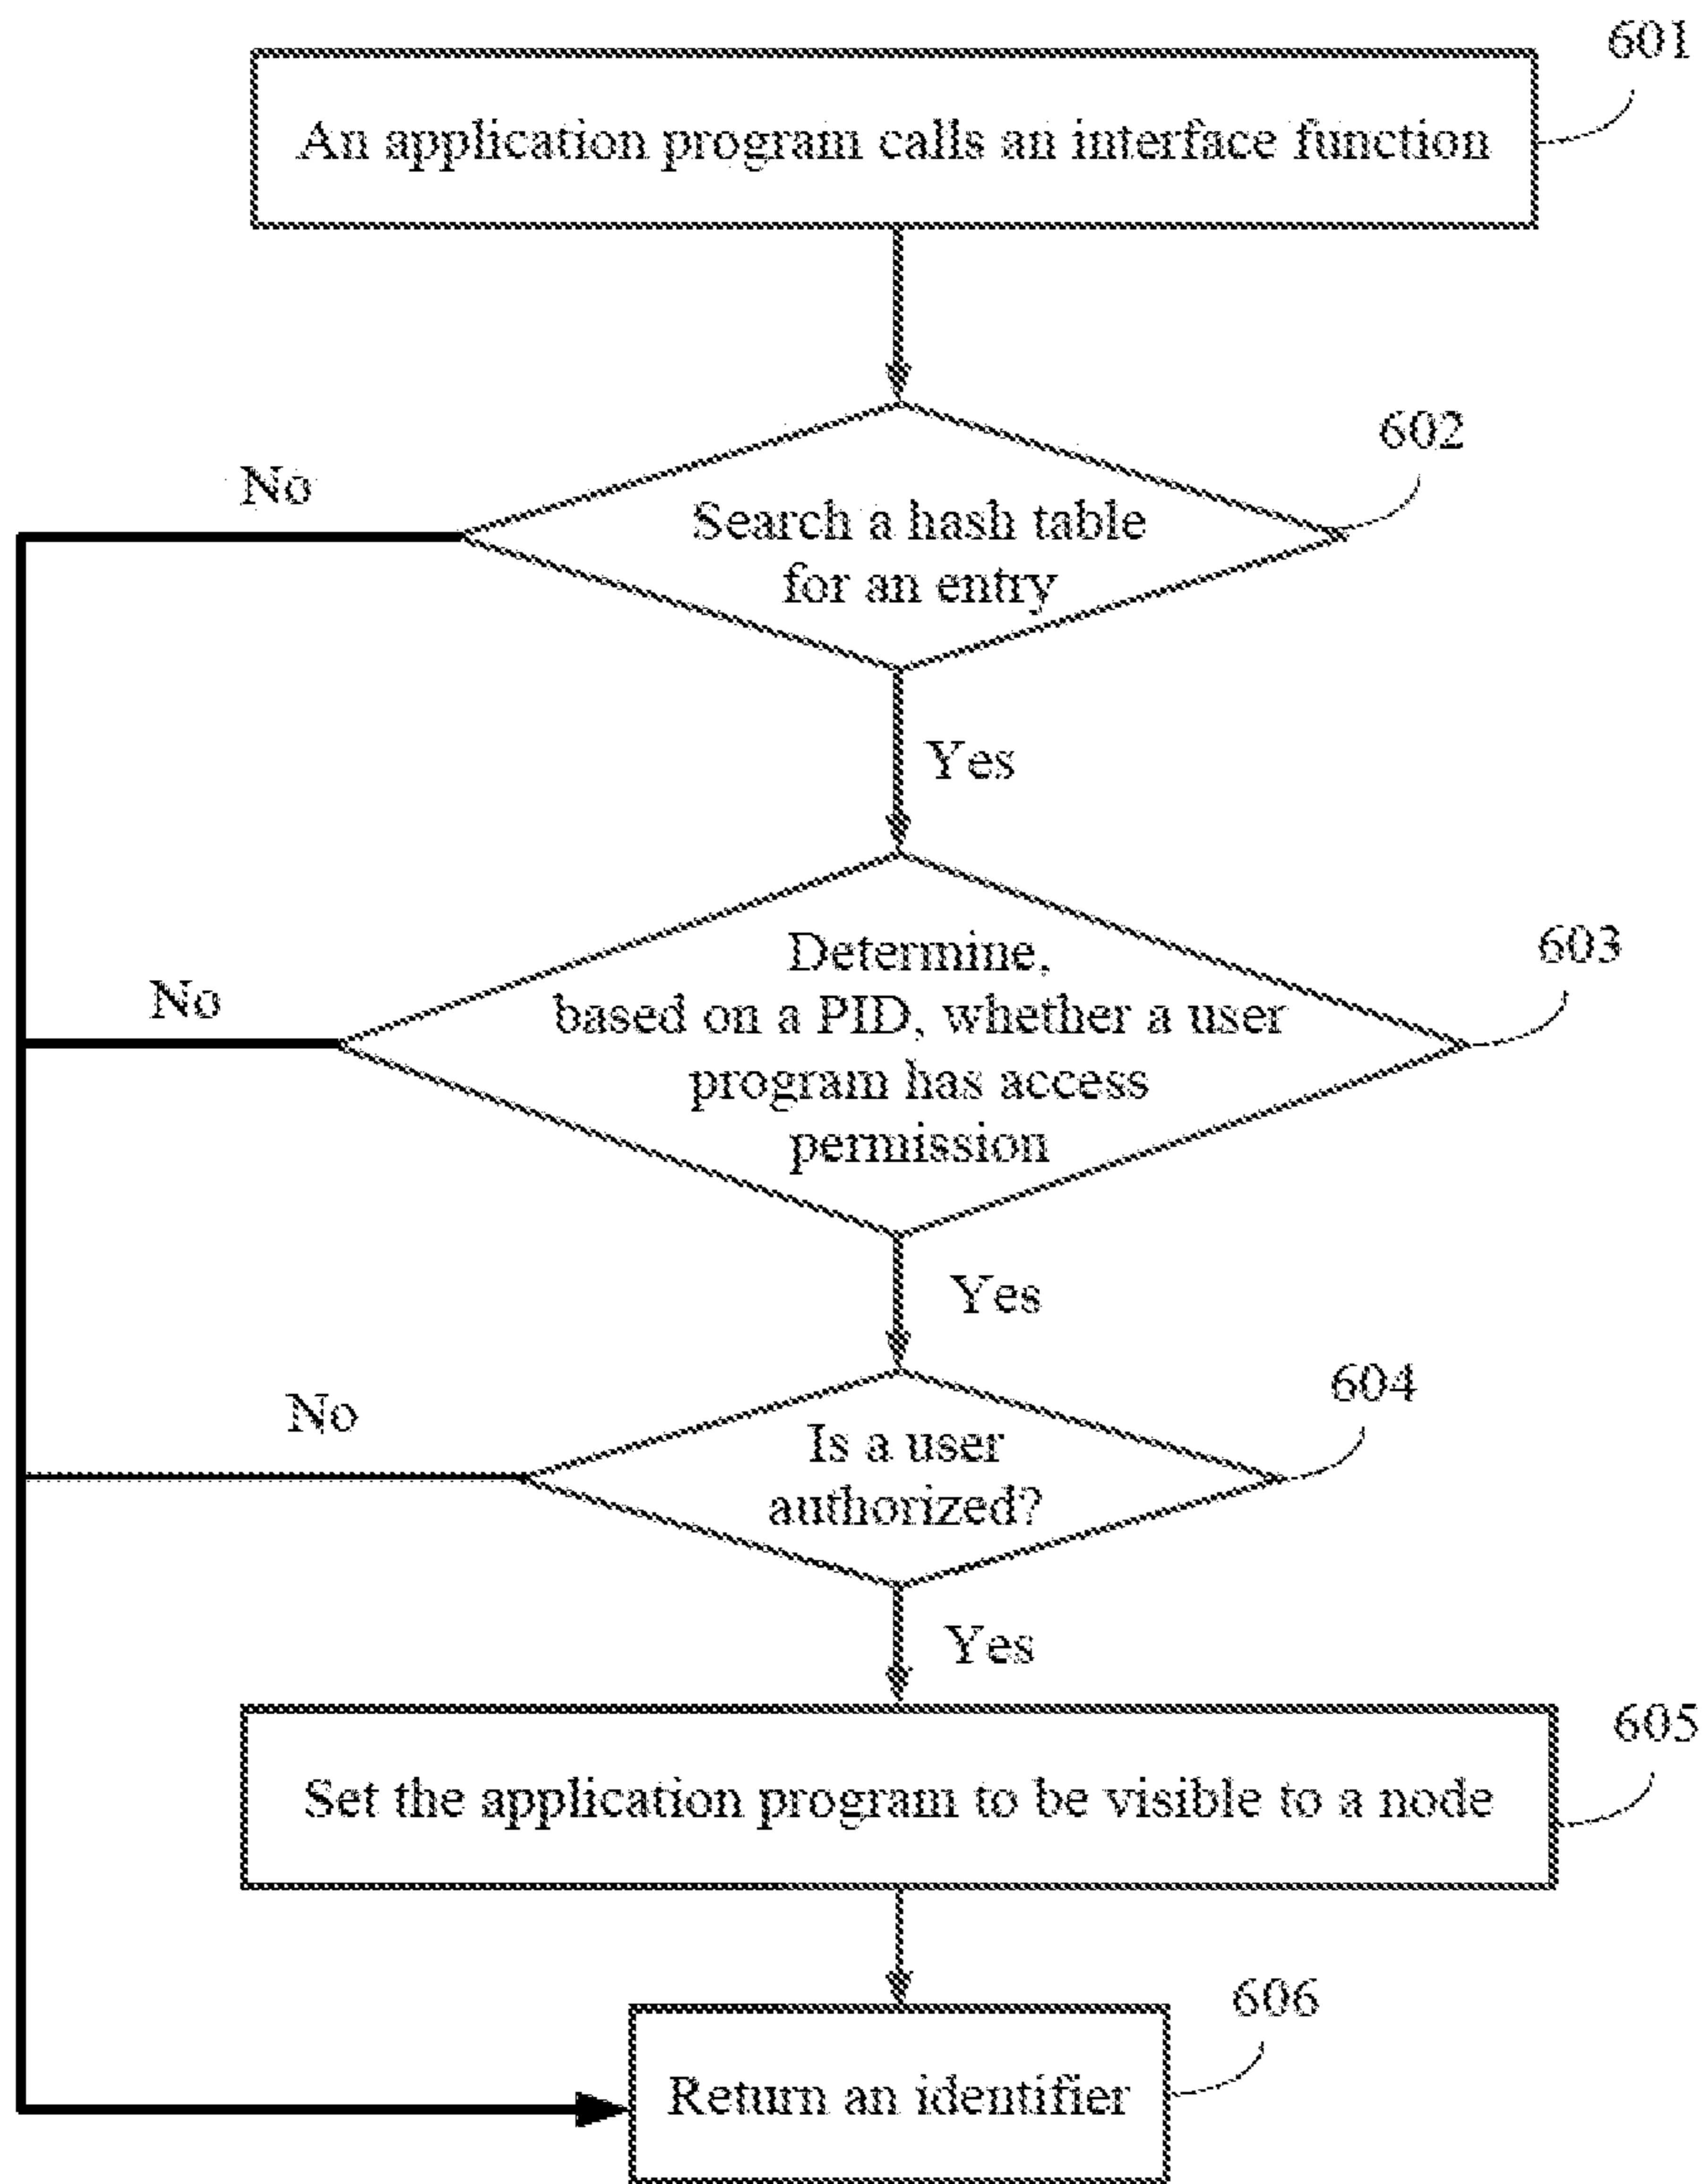 601
An application program calls an interface function
602
No
Search a hash table
for an entry
Yes
603
Determine,
No
based on a PID, whether a user
program has access
permission
Yes
604
No
Is a user
authorized?
Yes
605
Set the application program to be visible to a node
606
Return an identifier